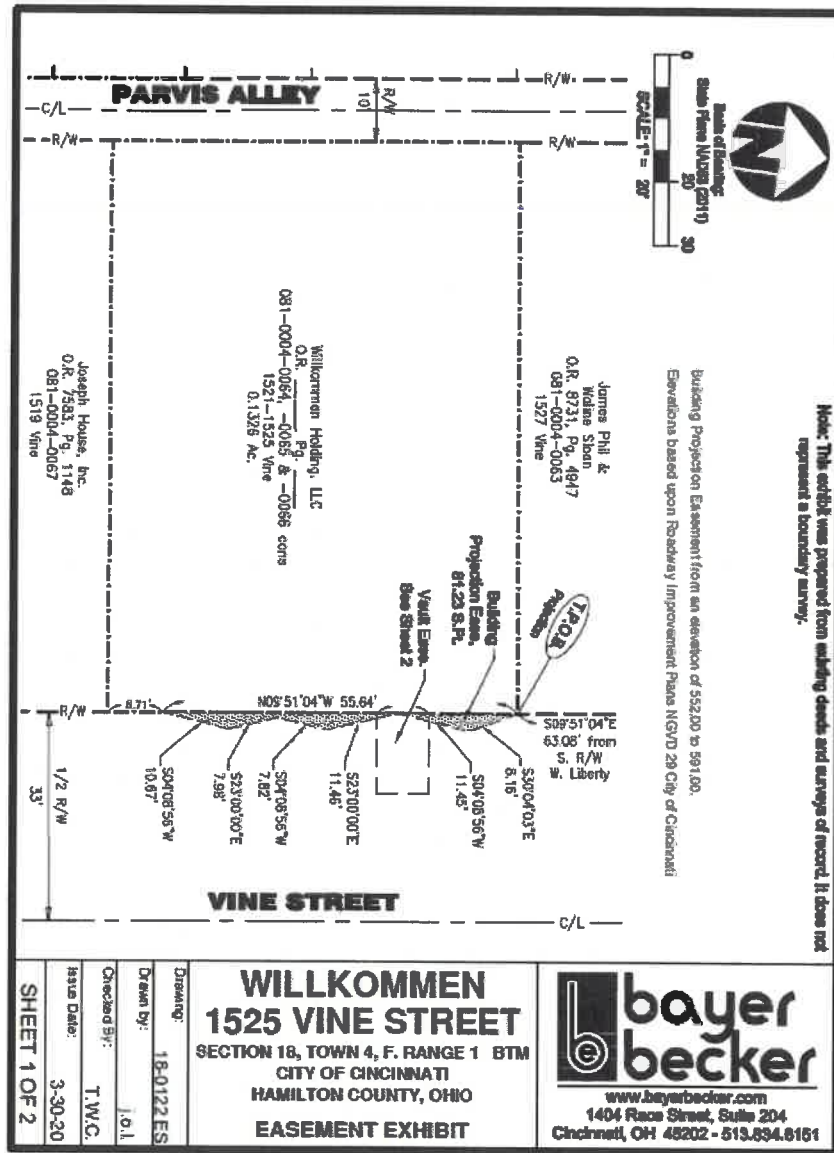 Note: This exhibit was prepared from existing deeds and surveys of record. It does not
represent a boundary survey.
Building Projection Easement from an elevation of 552.00 to 591.00.
Elevations based upon Roadway Improvement Plans NGVD 29 City of Cincinnati
N
Basis of Bearing:
State Plane NAD83 (2011)
0
20
30
SCALE: 1" = 20'
R/W
R/W
PARVIS ALLEY
C/L
R/W
10'
R/W
R/W
James Phil &
Sloan
O.R. 8731, Pg. 4947
081-0004-0063
1527 Vine
Willkommen Holding, LLC
O.R. ____ Pg. ____
081-0004-0064, -0065 & -0066 cons
1521-1525 Vine
0.1326 Ac.
Joseph House, Inc.
O.R. 7583, Pg. 1148
081-0004-0067
1519 Vine
T.P.O.B.
Projection
Building
Projection Ease.
81.23 S.Ft.
Vault Ease.
See Sheet 2
S09°51'04"E
63.08' from
S. R/W
W. Liberty
N09°51'04"W 55.64'
8.71'
R/W
S30°04'03"E
8.16'
S04°08'56"W
11.45'
S23°00'00"E
11.46'
S04°08'56"W
7.82'
S23°00'00"E
7.98'
S04°08'56"W
10.67'
1/2 R/W
33'
VINE STREET
C/L
bayer
becker
www.bayerbecker.com
1404 Race Street, Suite 204
Cincinnati, OH 45202 - 513.834.6151
WILLKOMMEN
1525 VINE STREET
SECTION 18, TOWN 4, F. RANGE 1 BTM
CITY OF CINCINNATI
HAMILTON COUNTY, OHIO
EASEMENT EXHIBIT
Drawing: 18-0122 ES
Drawn by: j.o.l.
Checked By: T.W.C.
Issue Date: 3-30-20
SHEET 1 OF 2